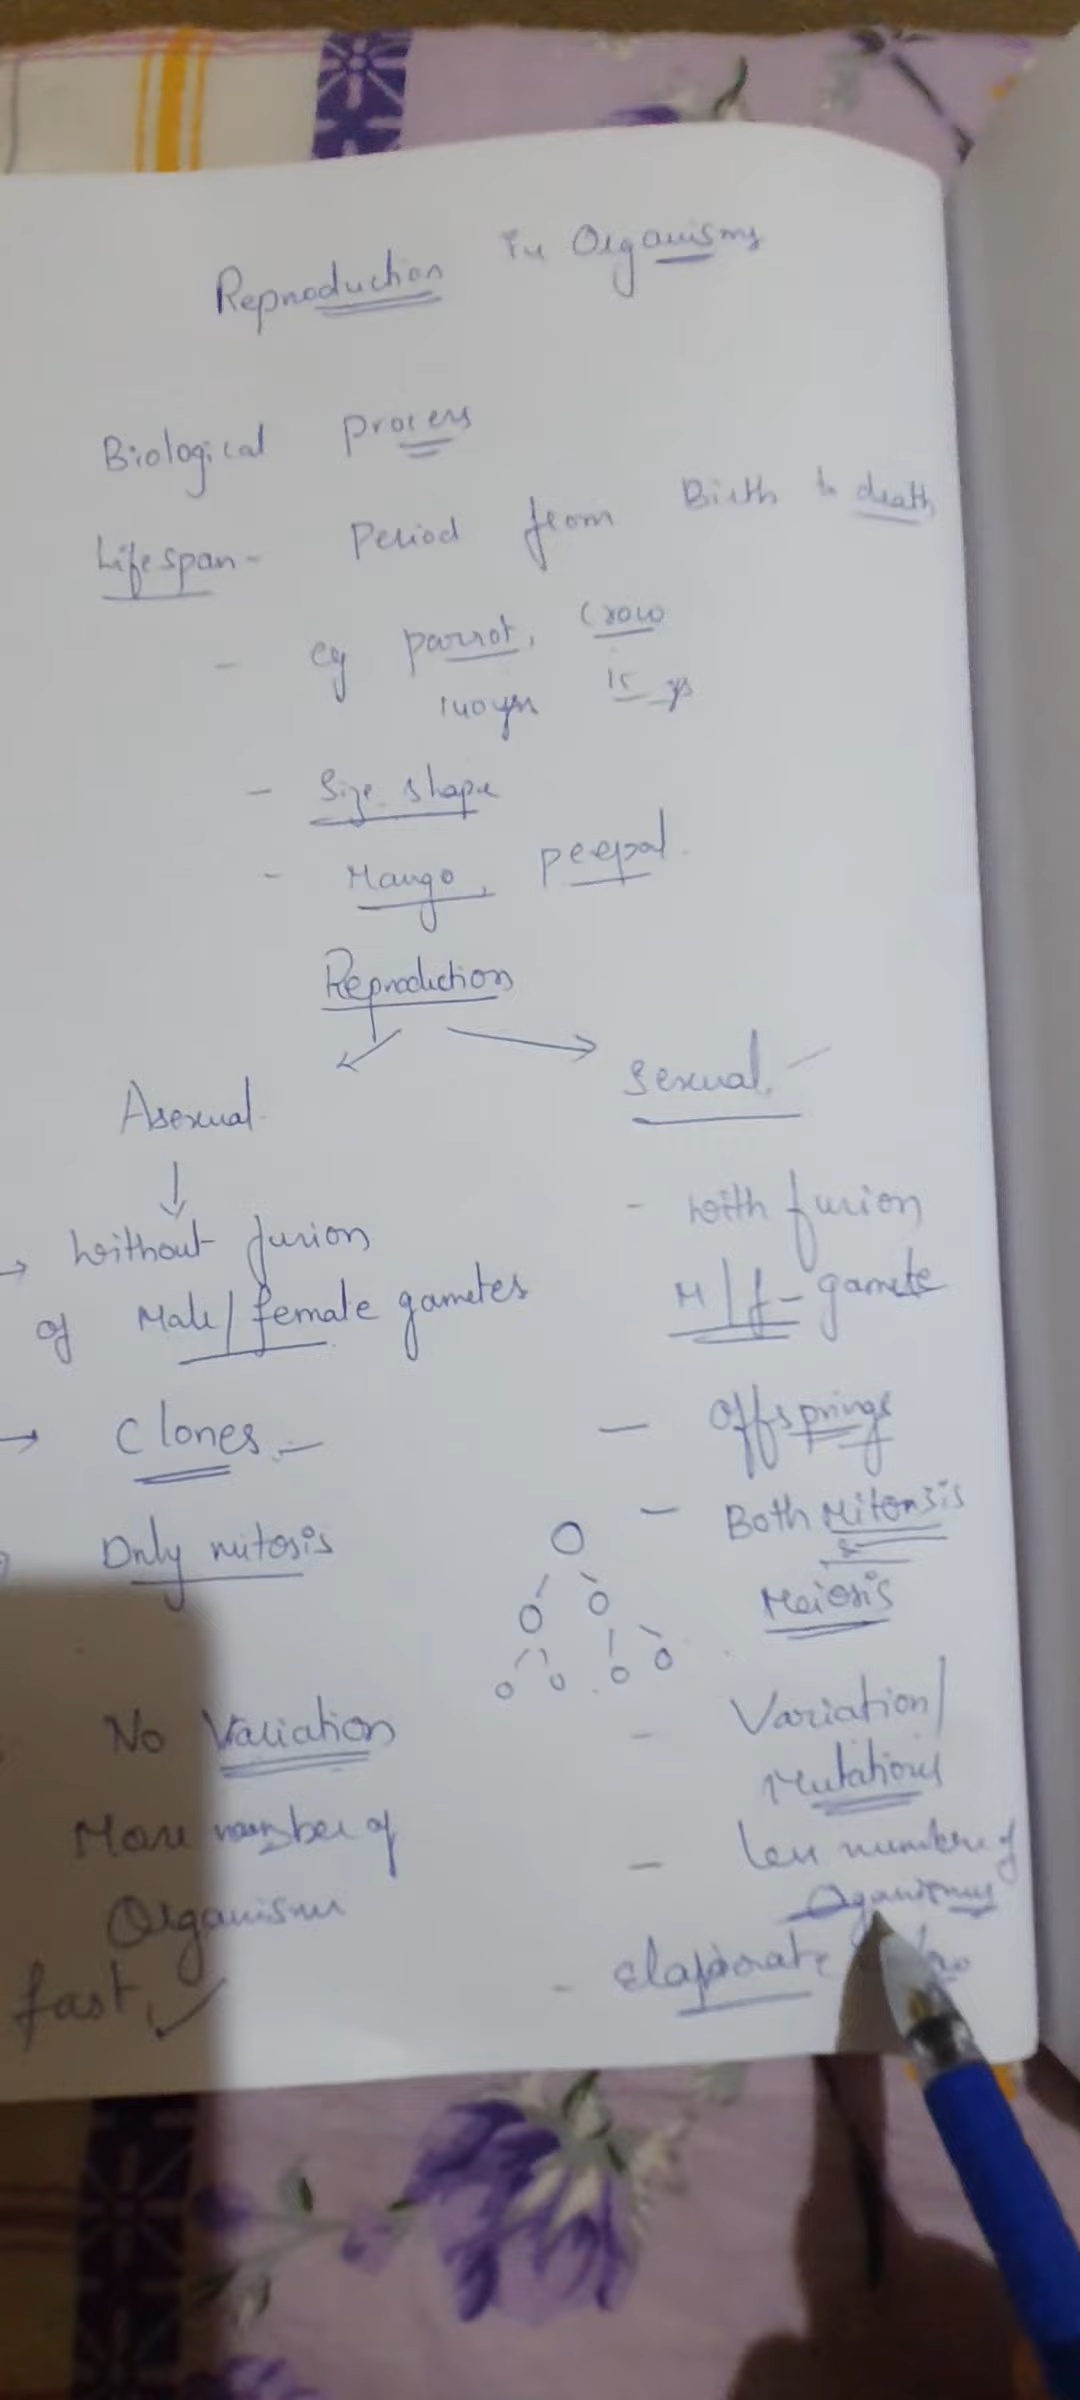 Reproduction in Organisms
Biological process
Lifespan - Period from Birth to death
- eg parrot, Crow
140 yrs 15 yrs
- Size shape
- Mango, peepal.
Reproduction
Asexual
Sexual.
→ without fusion
of Male/female gametes
→ Clones -
Only mitosis
No Variation
More number of
Organisms
fast,
- with fusion
M/f - gamete
- Offsprings
- Both Mitonsis
&
Meiosis
- Variation/
Mutations
- less number of
Oganisms
- elaborate